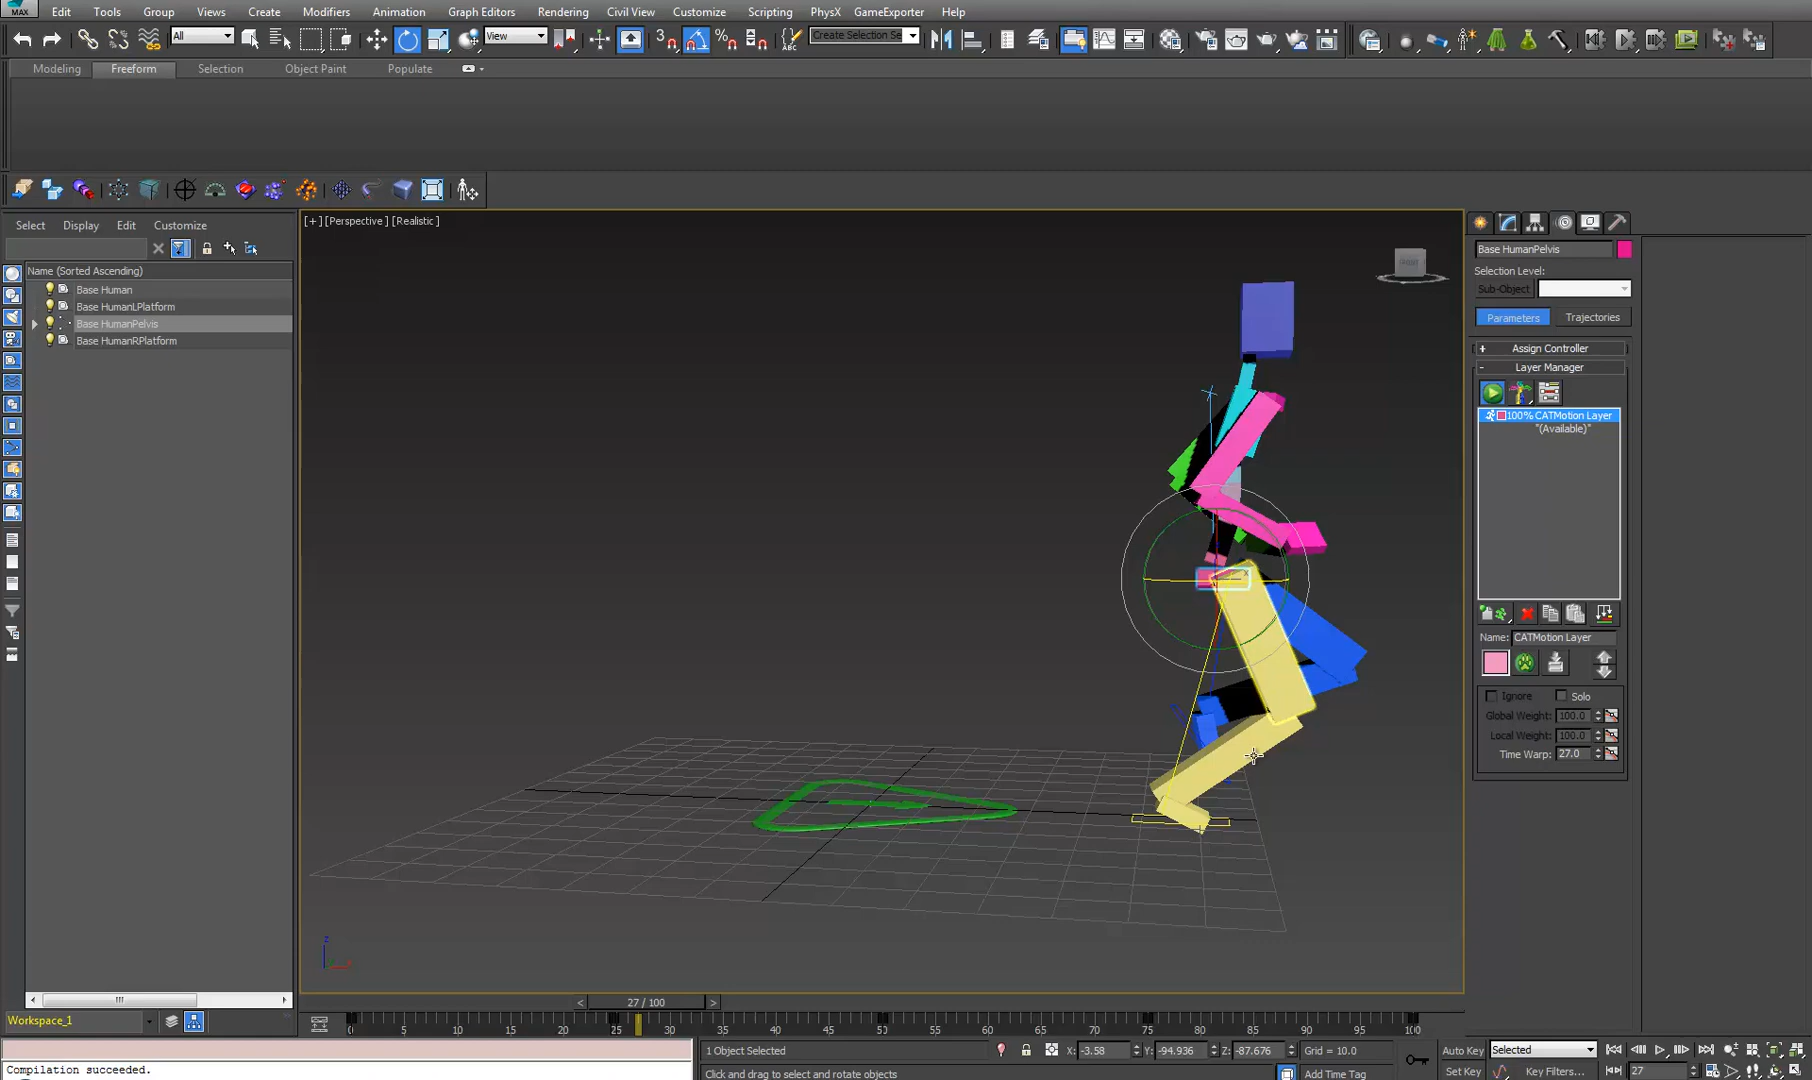 MAX
Edit Tools Group Views Create Modifiers Animation Graph Editors Rendering Civil View Customize Scripting PhysX GameExporter Help
All View Create Selection Se
Modeling Freeform Selection Object Paint Populate
Select Display Edit Customize
Name (Sorted Ascending)
Base Human
Base HumanLPlatform
Base HumanPelvis
Base HumanRPlatform
[+] [Perspective] [Realistic]
Base HumanPelvis
Selection Level:
Sub-Object
Parameters Trajectories
+ Assign Controller
- Layer Manager
100% CATMotion Layer
"(Available)"
Name: CATMotion Layer
Ignore Solo
Global Weight: 100.0
Local Weight: 100.0
Time Warp: 27.0
< 27 / 100 >
Workspace_1
0 5 10 15 20 25 30 35 40 45 50 55 60 65 70 75 80 85 90 95 100
1 Object Selected X: -3.58 Y: -94.936 Z: -87.676 Grid = 10.0 Auto Key Selected
Compilation succeeded.
Click and drag to select and rotate objects Add Time Tag Set Key Key Filters... 27